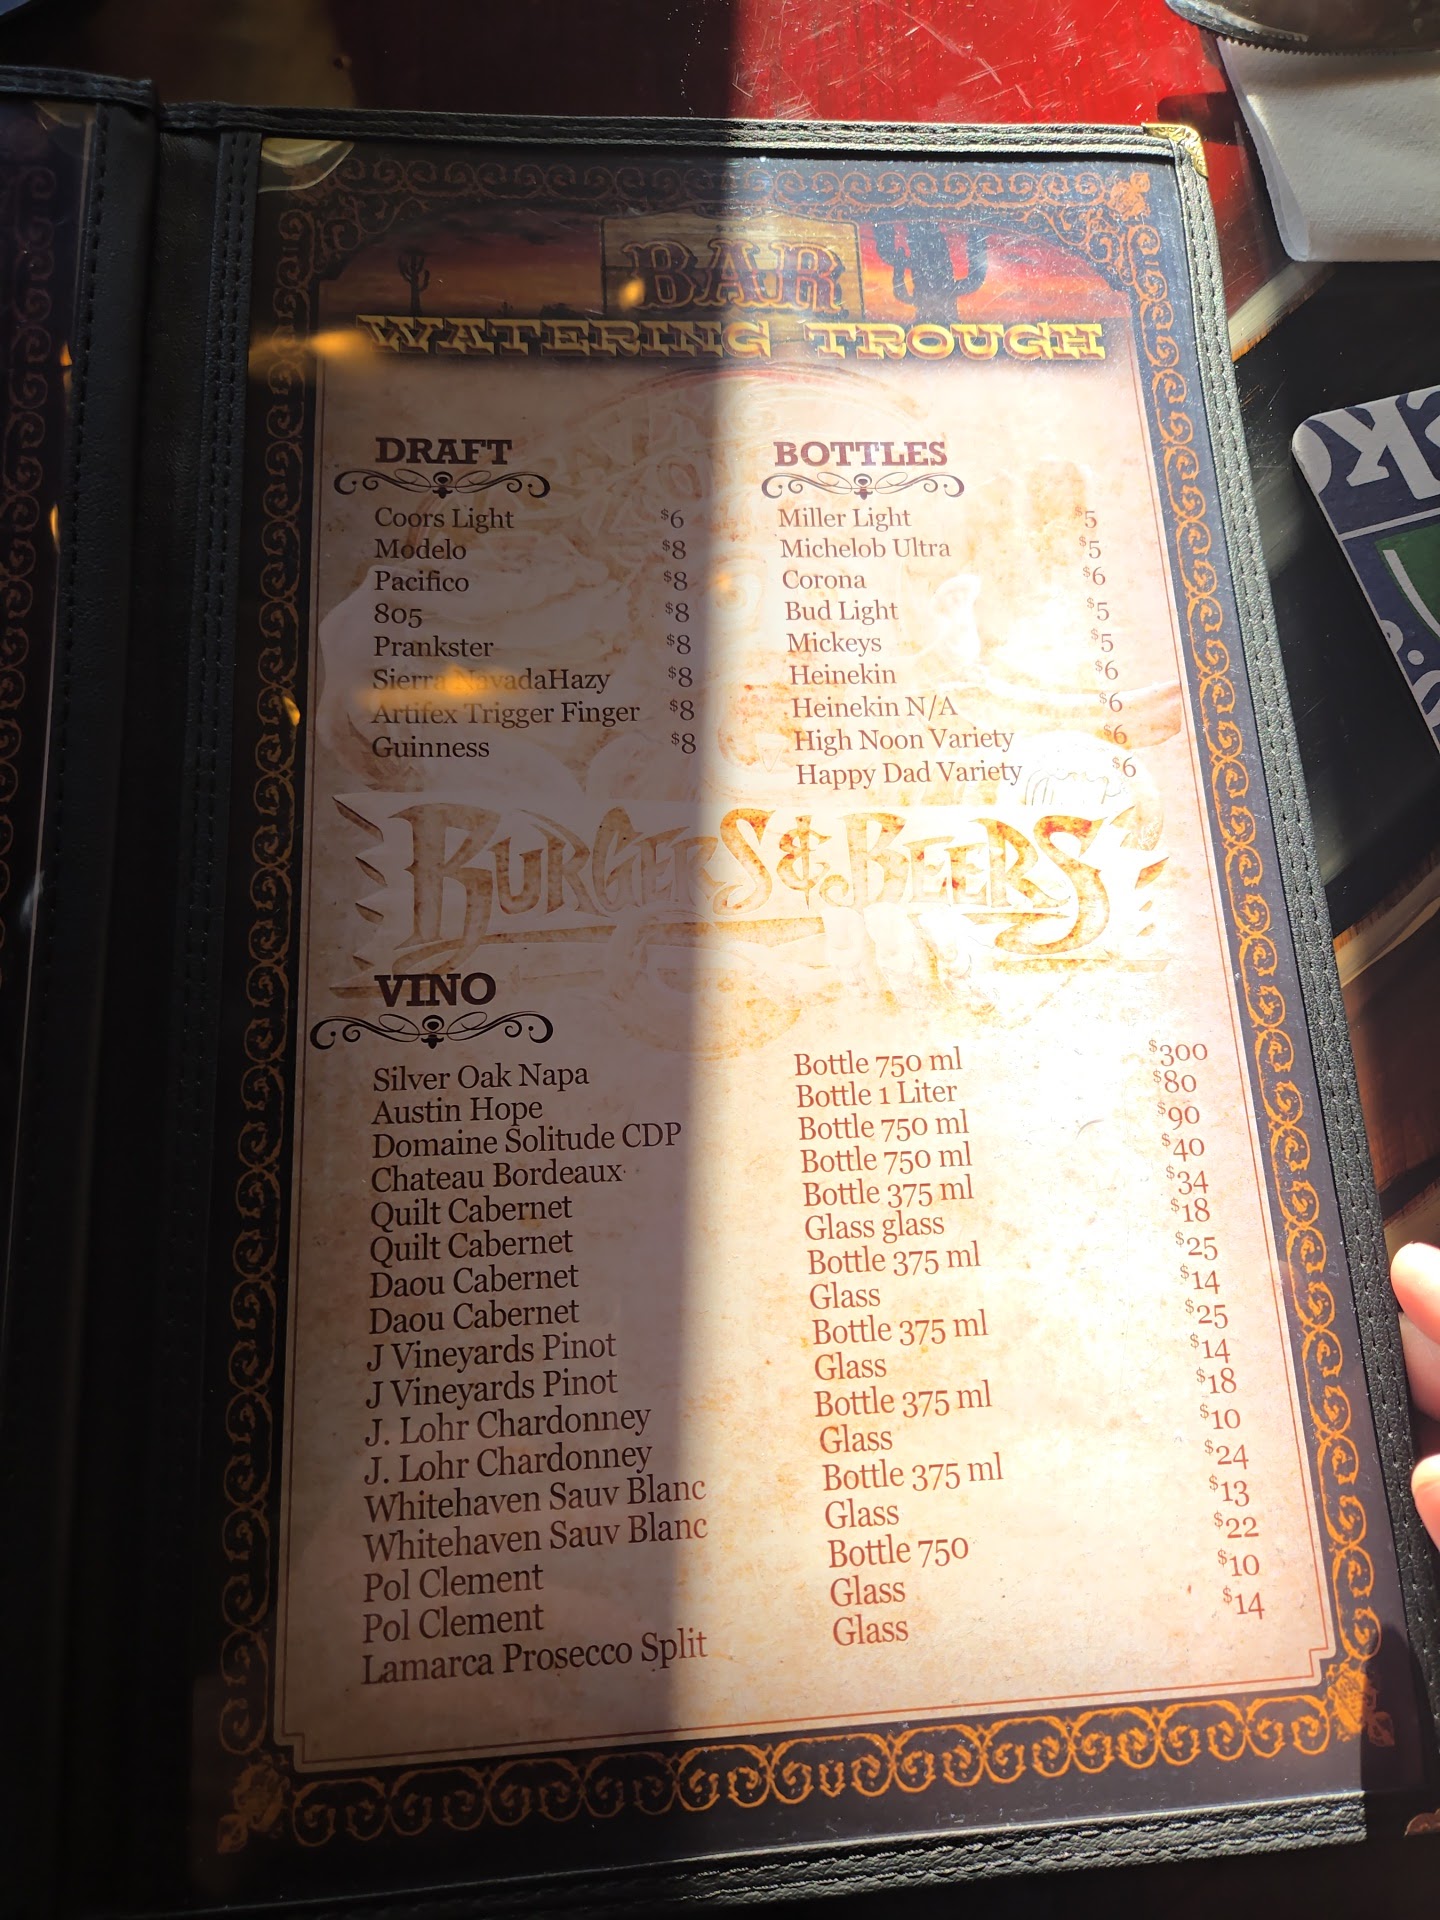 BAR
WATERING TROUGH
DRAFT
Coors Light $6
Modelo $8
Pacifico $8
805 $8
Prankster $8
Sierra NavadaHazy $8
Artifex Trigger Finger $8
Guinness $8
BOTTLES
Miller Light $5
Michelob Ultra $5
Corona $6
Bud Light $5
Mickeys $5
Heinekin $6
Heinekin N/A $6
High Noon Variety $6
Happy Dad Variety $6
BURGERS & BEERS
VINO
Silver Oak Napa Bottle 750 ml $300
Austin Hope Bottle 1 Liter $80
Domaine Solitude CDP Bottle 750 ml $90
Chateau Bordeaux Bottle 750 ml $40
Quilt Cabernet Bottle 375 ml $34
Quilt Cabernet Glass glass $18
Daou Cabernet Bottle 375 ml $25
Daou Cabernet Glass $14
J Vineyards Pinot Bottle 375 ml $25
J Vineyards Pinot Glass $14
J. Lohr Chardonney Bottle 375 ml $18
J. Lohr Chardonney Glass $10
Whitehaven Sauv Blanc Bottle 375 ml $24
Whitehaven Sauv Blanc Glass $13
Pol Clement Bottle 750 $22
Pol Clement Glass $10
Lamarca Prosecco Split Glass $14